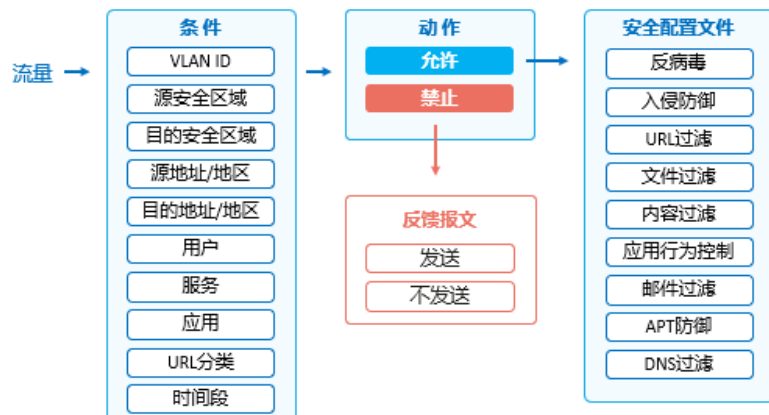 流量
条件
VLAN ID
源安全区域
目的安全区域
源地址/地区
目的地址/地区
用户
服务
应用
URL分类
时间段
动作
允许
禁止
反馈报文
发送
不发送
安全配置文件
反病毒
入侵防御
URL过滤
文件过滤
内容过滤
应用行为控制
邮件过滤
APT防御
DNS过滤